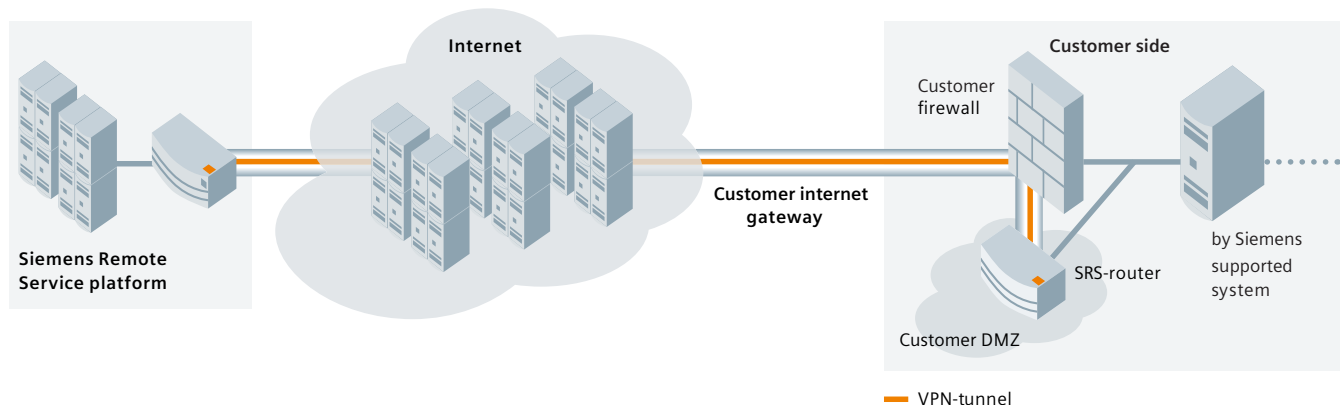 Internet
Customer side
Customer
firewall
Customer internet
gateway
Siemens Remote
Service platform
SRS-router
by Siemens
supported
system
Customer DMZ
VPN-tunnel